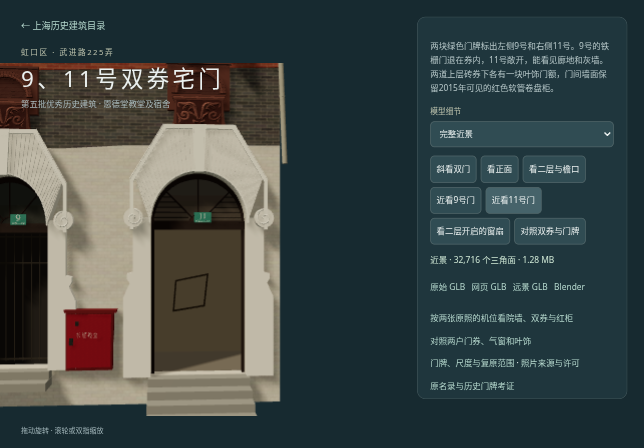 ← 上海历史建筑目录
虹口区 · 武进路225弄
9、11号双券宅门
第五批优秀历史建筑 · 恩德堂教堂及宿舍
9
11
拖动旋转 · 滚轮或双指缩放
两块绿色门牌标出左侧9号和右侧11号。9号的铁
栅门退在券内，11号敞开，能看见廊地和灰墙。
两道上砖券下各有一块叶饰门额，门间墙面保
留2015年可见的红色软管卷盘柜。
模型细节
完整近景
斜看双门
看正面
看二层与檐口
近看9号门
近看11号门
看二层开启的窗扇
对照双券与门牌
近景 · 32,716 个三角面 · 1.28 MB
原始 GLB 网页 GLB 远景 GLB Blender
按两张原照的机位看院墙、双券与红柜
对照两户门券、气窗和叶饰
门牌、尺度与复原范围 · 照片来源与许可
原名录与历史门牌考证